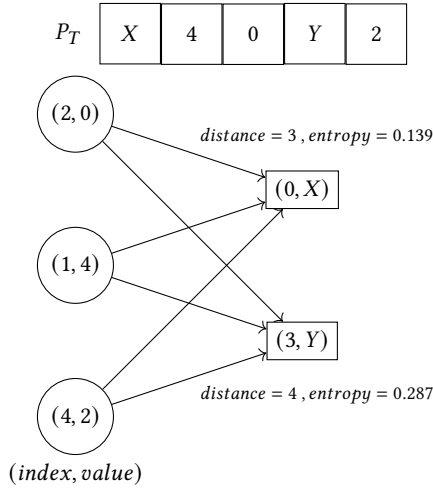 P_T X 4 0 Y 2
(2, 0)
distance = 3 , entropy = 0.139
(0, X)
(1, 4)
(3, Y)
distance = 4 , entropy = 0.287
(4, 2)
(index, value)